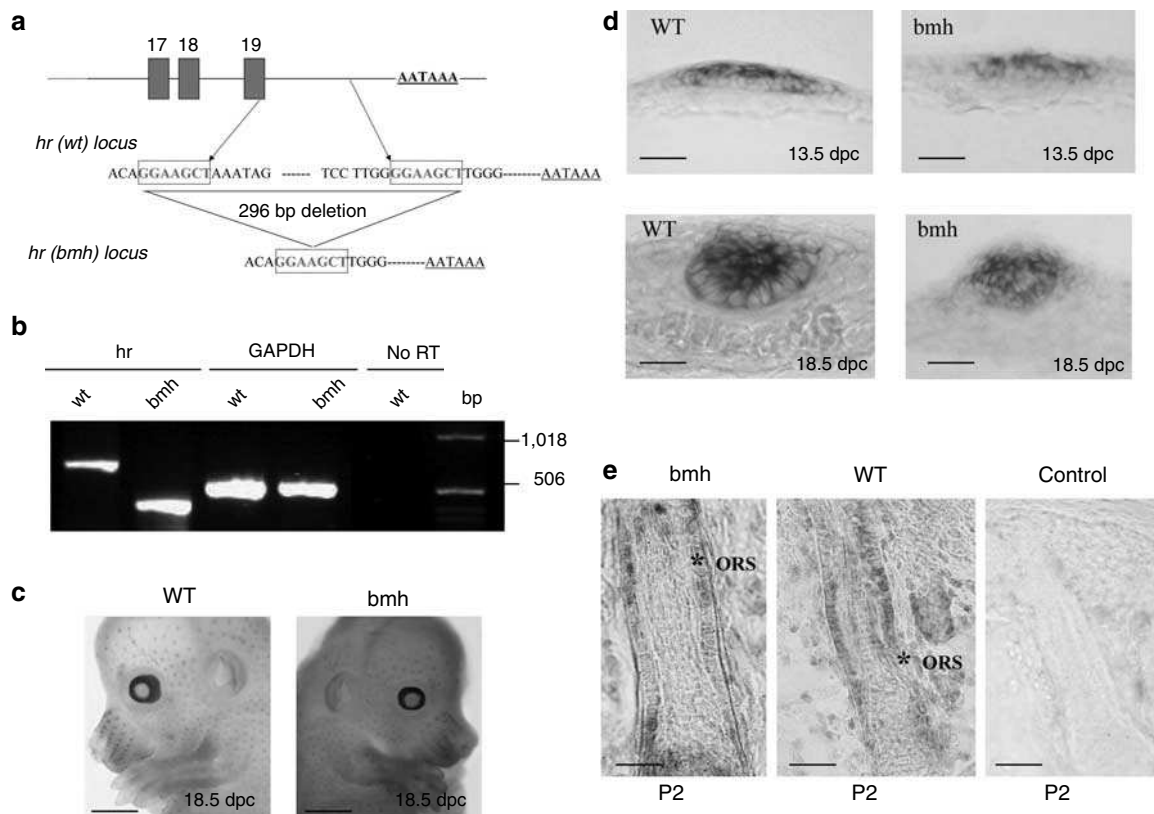 a
17 18 19
AATAAA
hr (wt) locus
ACAGGAAGCTAAATAG ------ TCC TTGGGGAAGCTTGGG--------AATAAA
296 bp deletion
hr (bmh) locus
ACAGGAAGCTTGGG--------AATAAA
b
hr GAPDH No RT
wt bmh wt bmh wt bp
1,018
506
c
WT bmh
18.5 dpc 18.5 dpc
d
WT bmh
13.5 dpc 13.5 dpc
WT bmh
18.5 dpc 18.5 dpc
e
bmh WT Control
* ORS
* ORS
P2 P2 P2